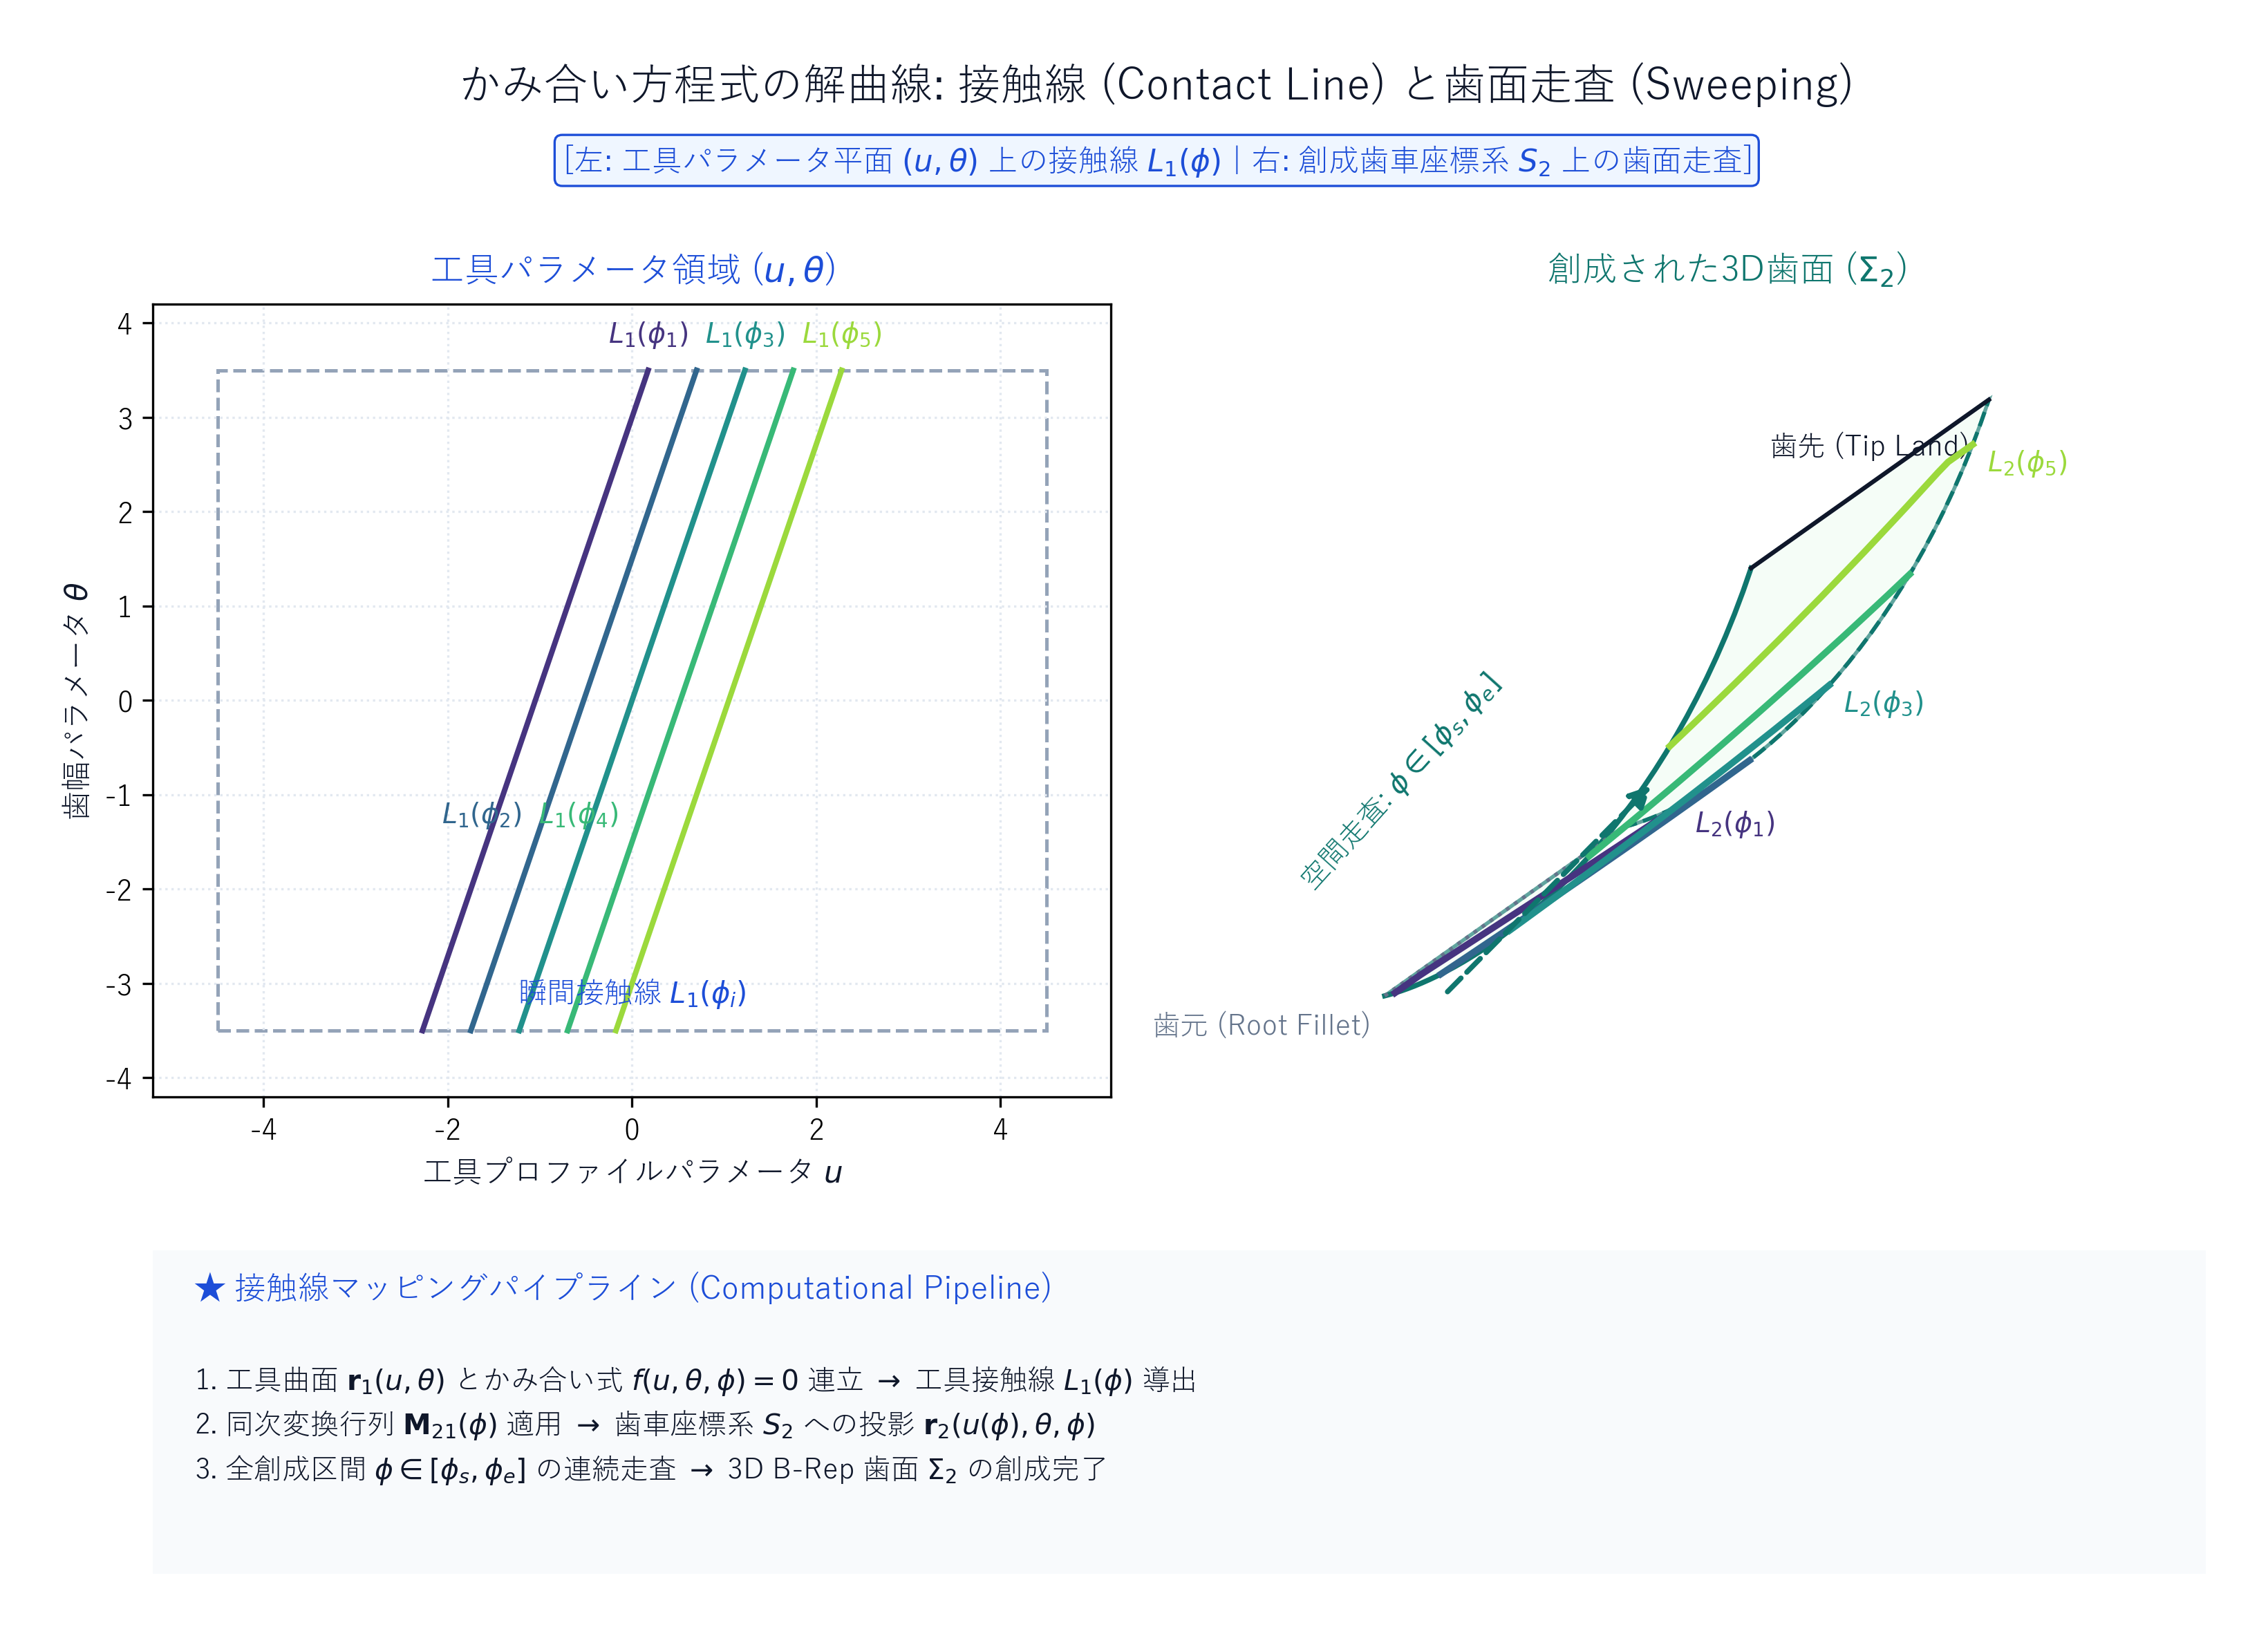 かみ合い方程式の解曲線: 接触線 (Contact Line) と歯面走査 (Sweeping)
[左: 工具パラメータ平面 (u, θ) 上の接触線 L₁(ϕ) | 右: 創成歯車座標系 S₂ 上の歯面走査]
工具パラメータ領域 (u, θ)
L₁(ϕ₁) L₁(ϕ₃) L₁(ϕ₅)
L₁(ϕ₂) L₁(ϕ₄)
瞬間接触線 L₁(ϕᵢ)
4
3
2
1
0
-1
-2
-3
-4
歯幅パラメータ θ
-4 -2 0 2 4
工具プロファイルパラメータ u
創成された3D歯面 (Σ₂)
歯先 (Tip Land)
L₂(ϕ₅)
L₂(ϕ₃)
L₂(ϕ₁)
空間走査: ϕ ∈ [ϕₛ, ϕₑ]
歯元 (Root Fillet)
★ 接触線マッピングパイプライン (Computational Pipeline)
1. 工具曲面 r₁(u, θ) とかみ合い式 f(u, θ, ϕ) = 0 連立 → 工具接触線 L₁(ϕ) 導出
2. 同次変換行列 M₂₁(ϕ) 適用 → 歯車座標系 S₂ への投影 r₂(u(ϕ), θ, ϕ)
3. 全創成区間 ϕ ∈ [ϕₛ, ϕₑ] の連続走査 → 3D B-Rep 歯面 Σ₂ の創成完了